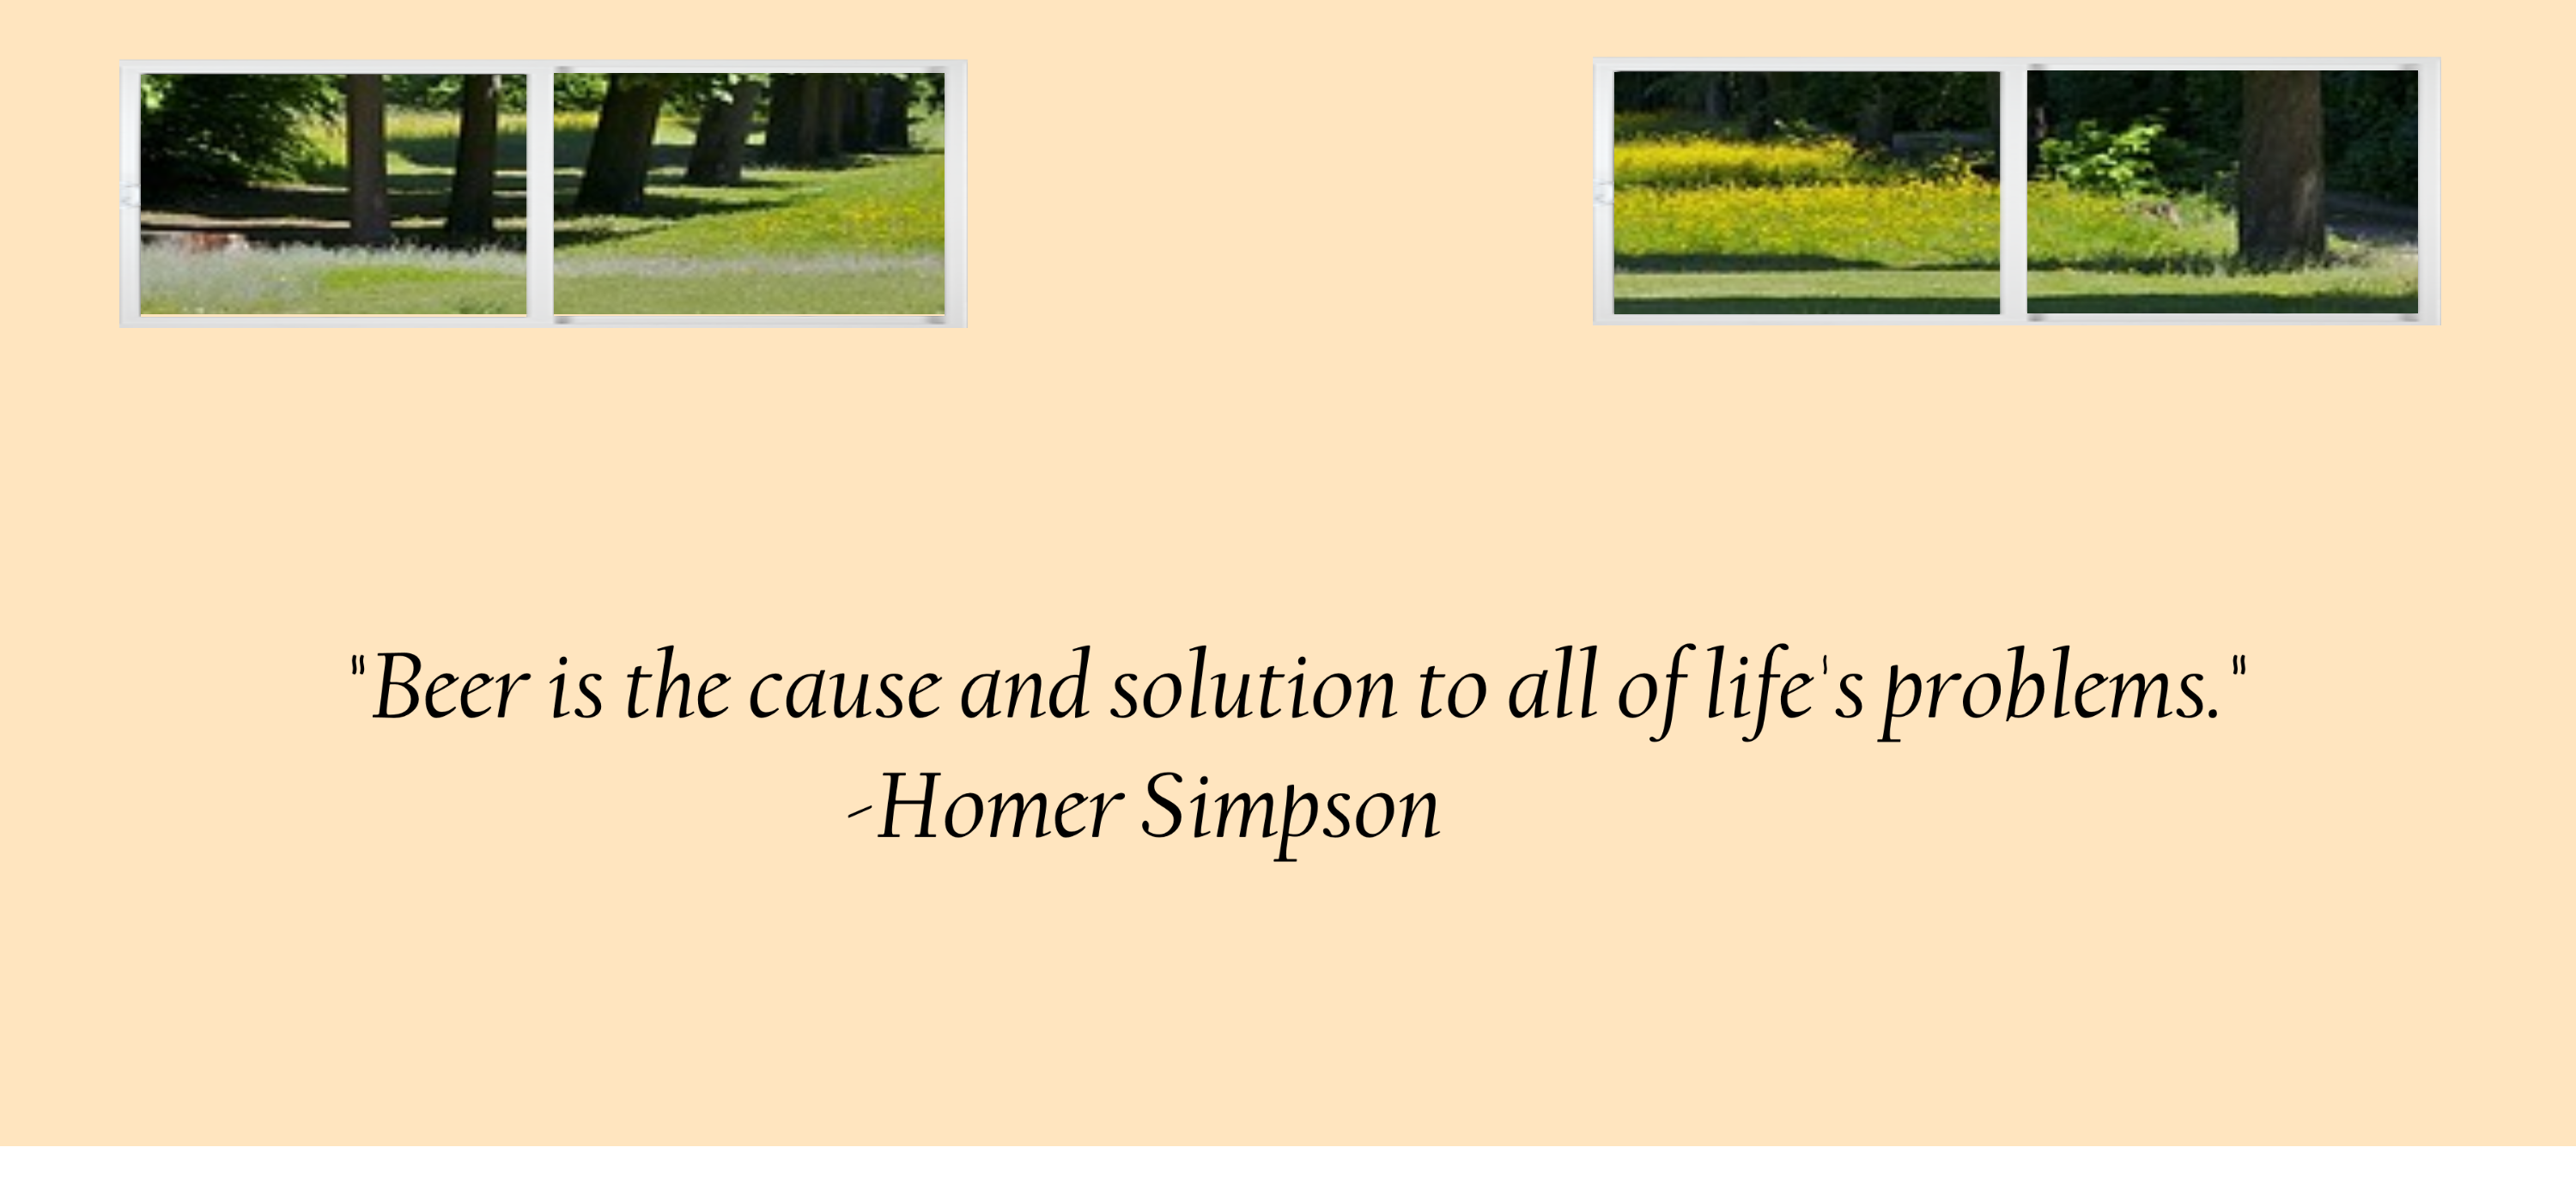 "Beer is the cause and solution to all of life's problems."
-Homer Simpson